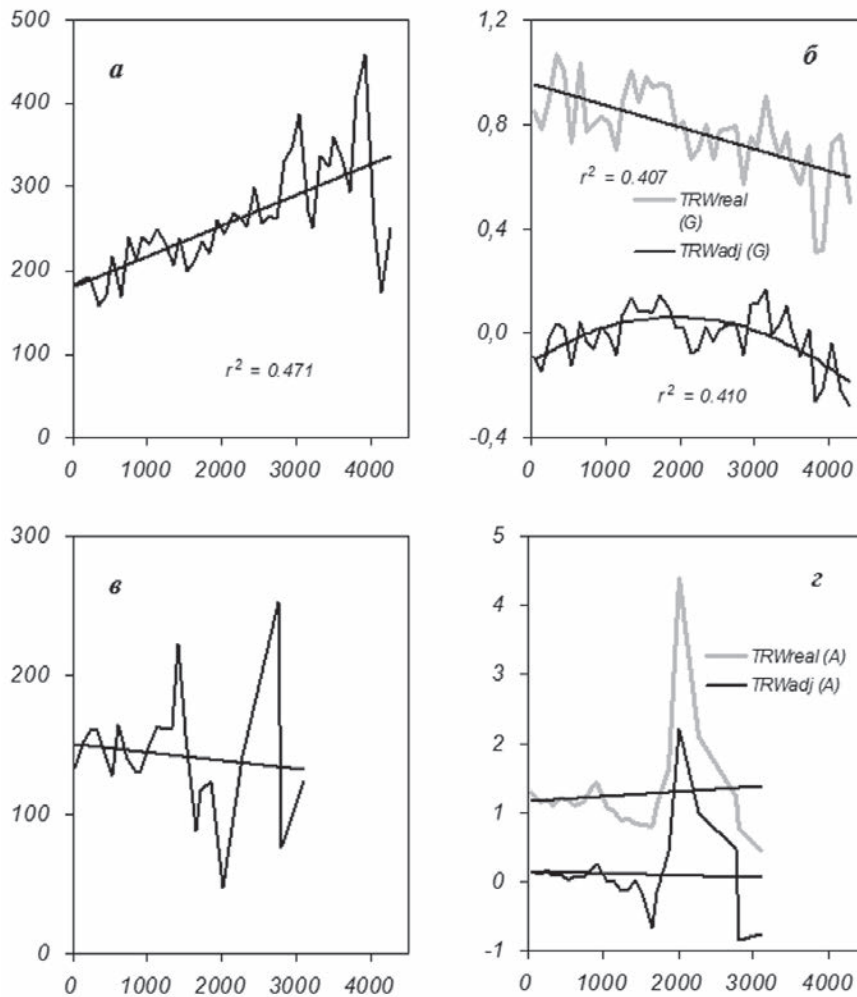 500
400
300
200
100
0
а
r² = 0.471
0 1000 2000 3000 4000
1,2
0,8
0,4
0,0
-0,4
б
r² = 0.407
TRWreal
(G)
TRWadj (G)
r² = 0.410
0 1000 2000 3000 4000
300
200
100
0
в
0 1000 2000 3000 4000
5
4
3
2
1
0
-1
г
TRWreal (A)
TRWadj (A)
0 1000 2000 3000 4000